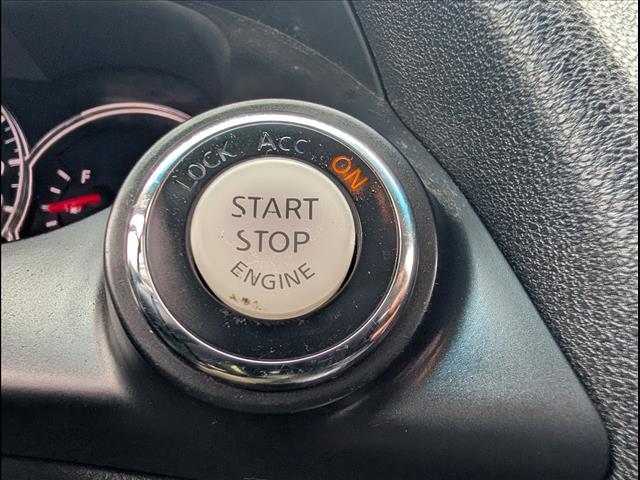 LOCK ACC ON
START
STOP
ENGINE
F